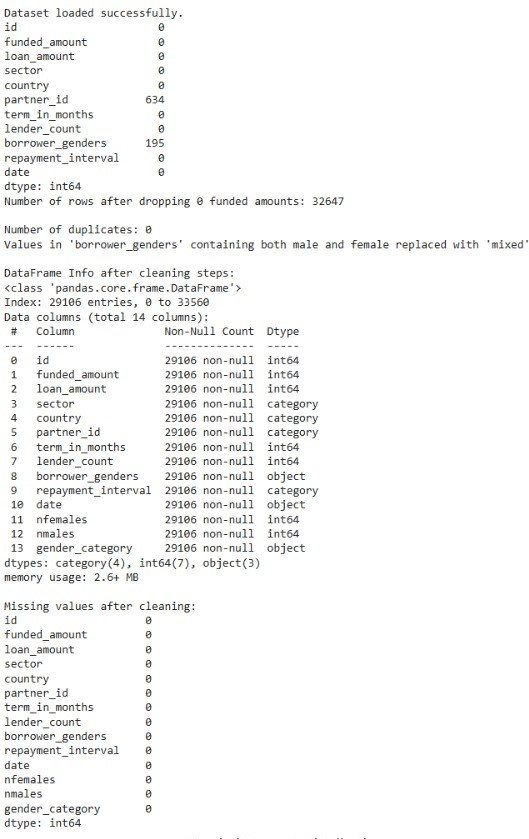 Dataset loaded successfully.
id 0
funded_amount 0
loan_amount 0
sector 0
country 0
partner_id 634
term_in_months 0
lender_count 0
borrower_genders 195
repayment_interval 0
date 0
dtype: int64
Number of rows after dropping 0 funded amounts: 32647
Number of duplicates: 0
Values in 'borrower_genders' containing both male and female replaced with 'mixed'
DataFrame Info after cleaning steps:
<class 'pandas.core.frame.DataFrame'>
Index: 29106 entries, 0 to 33560
Data columns (total 14 columns):
# Column Non-Null Count Dtype
--- ------ -------------- -----
0 id 29106 non-null int64
1 funded_amount 29106 non-null int64
2 loan_amount 29106 non-null int64
3 sector 29106 non-null category
4 country 29106 non-null category
5 partner_id 29106 non-null category
6 term_in_months 29106 non-null int64
7 lender_count 29106 non-null int64
8 borrower_genders 29106 non-null object
9 repayment_interval 29106 non-null category
10 date 29106 non-null object
11 nfemales 29106 non-null int64
12 nmales 29106 non-null int64
13 gender_category 29106 non-null object
dtypes: category(4), int64(7), object(3)
memory usage: 2.6+ MB
Missing values after cleaning:
id 0
funded_amount 0
loan_amount 0
sector 0
country 0
partner_id 0
term_in_months 0
lender_count 0
borrower_genders 0
repayment_interval 0
date 0
nfemales 0
nmales 0
gender_category 0
dtype: int64